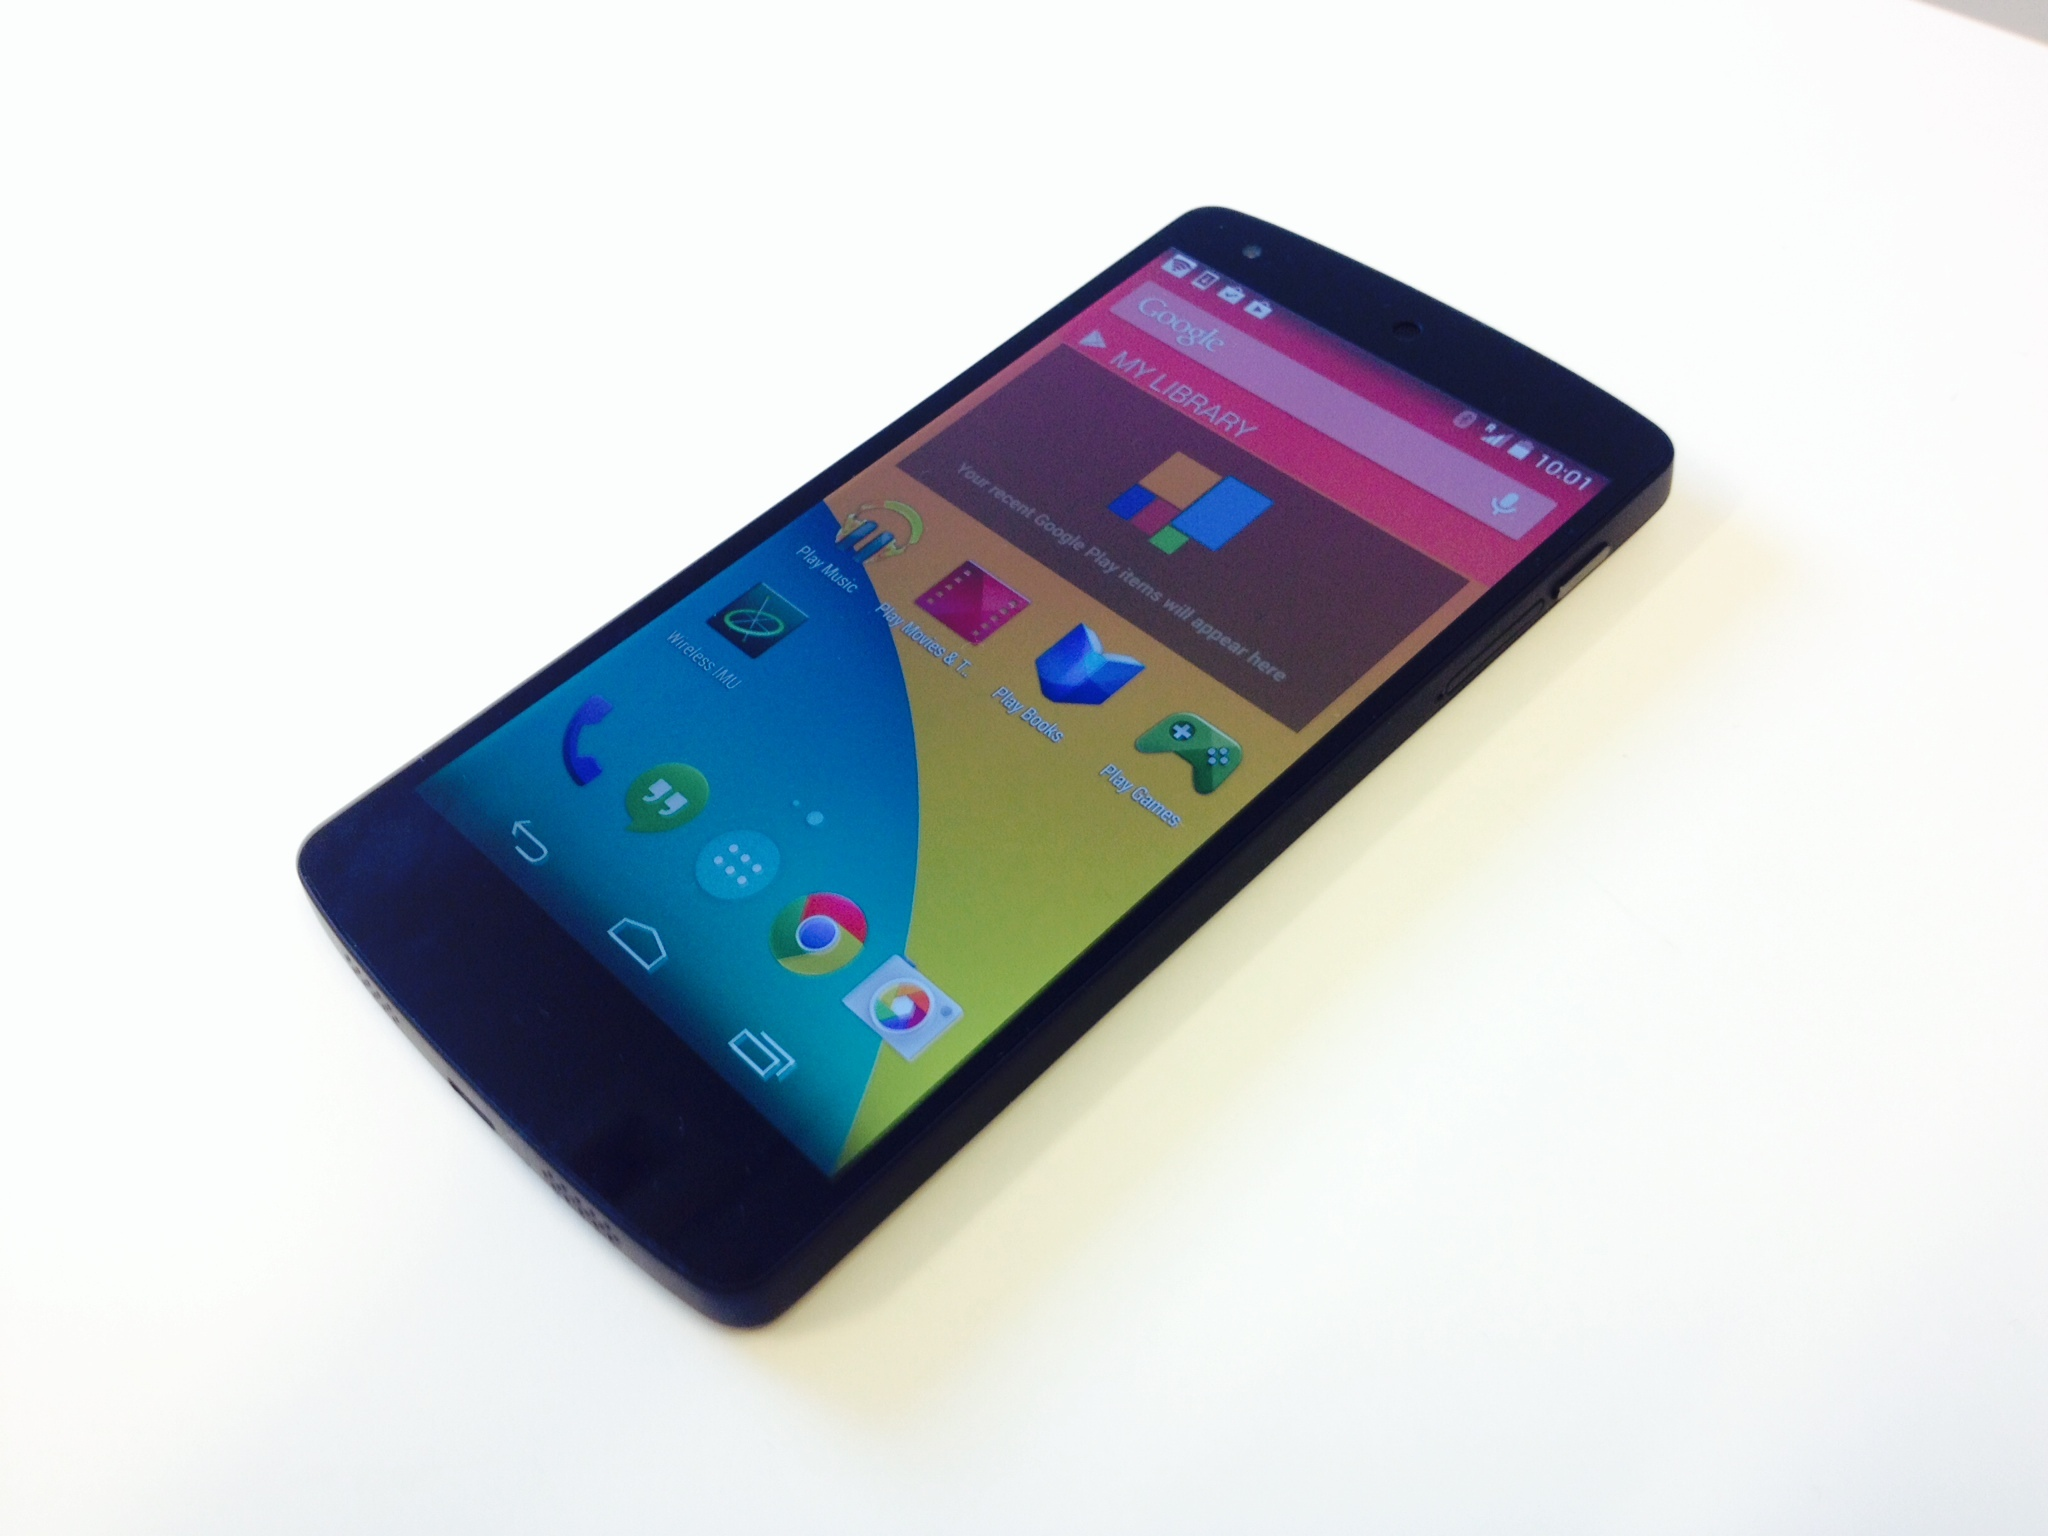 R
10:01
Google
MY LIBRARY
Your recent Google Play items will appear here
Play Music
Play Movies & T..
Play Books
Play Games
Wireless IMU